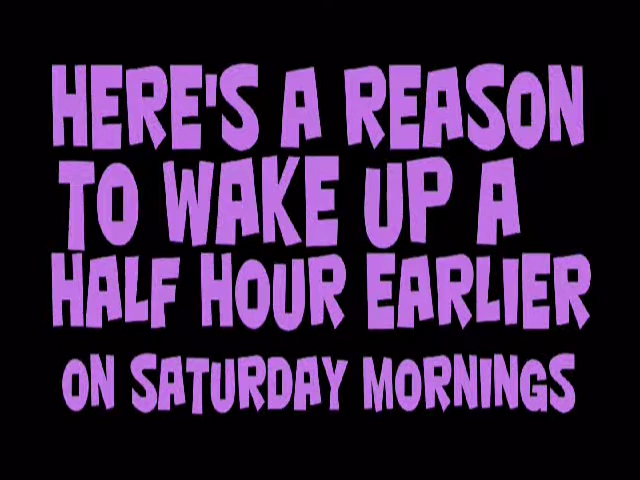 HERE'S A REASON
TO WAKE UP A
HALF HOUR EARLIER
ON SATURDAY MORNINGS